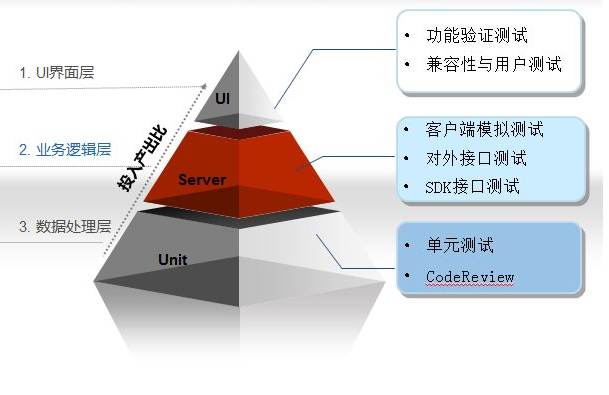 1. UI界面层
2. 业务逻辑层
3. 数据处理层
投入产出比
UI
Server
Unit
• 功能验证测试
• 兼容性与用户测试
• 客户端模拟测试
• 对外接口测试
• SDK接口测试
• 单元测试
• CodeReview